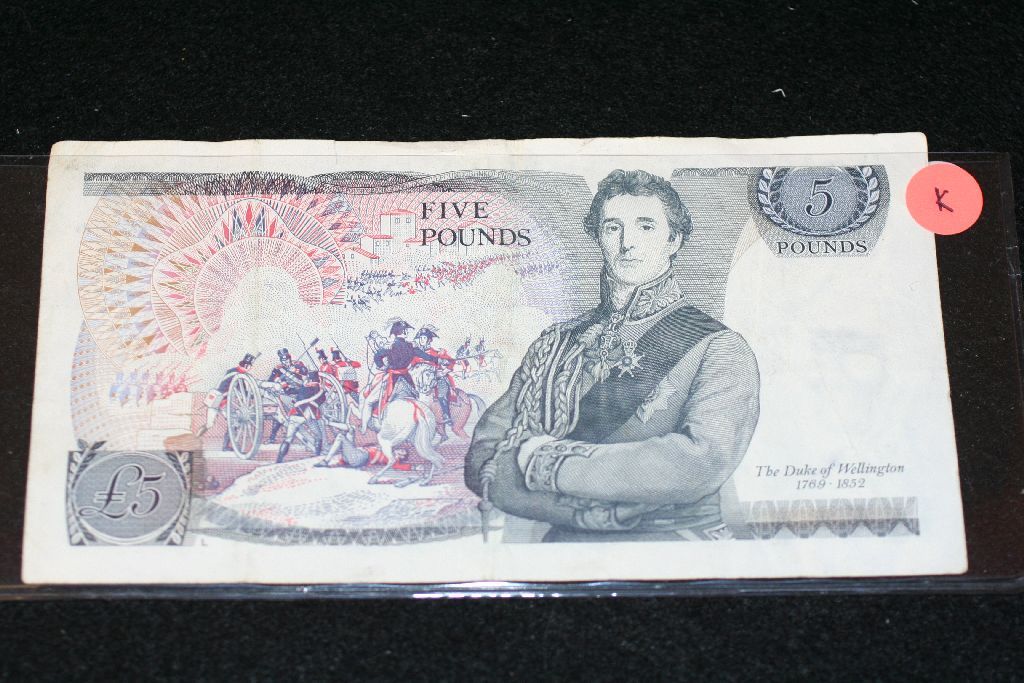 FIVE
POUNDS
5
POUNDS
K
£5
The Duke of Wellington
1769-1852
L